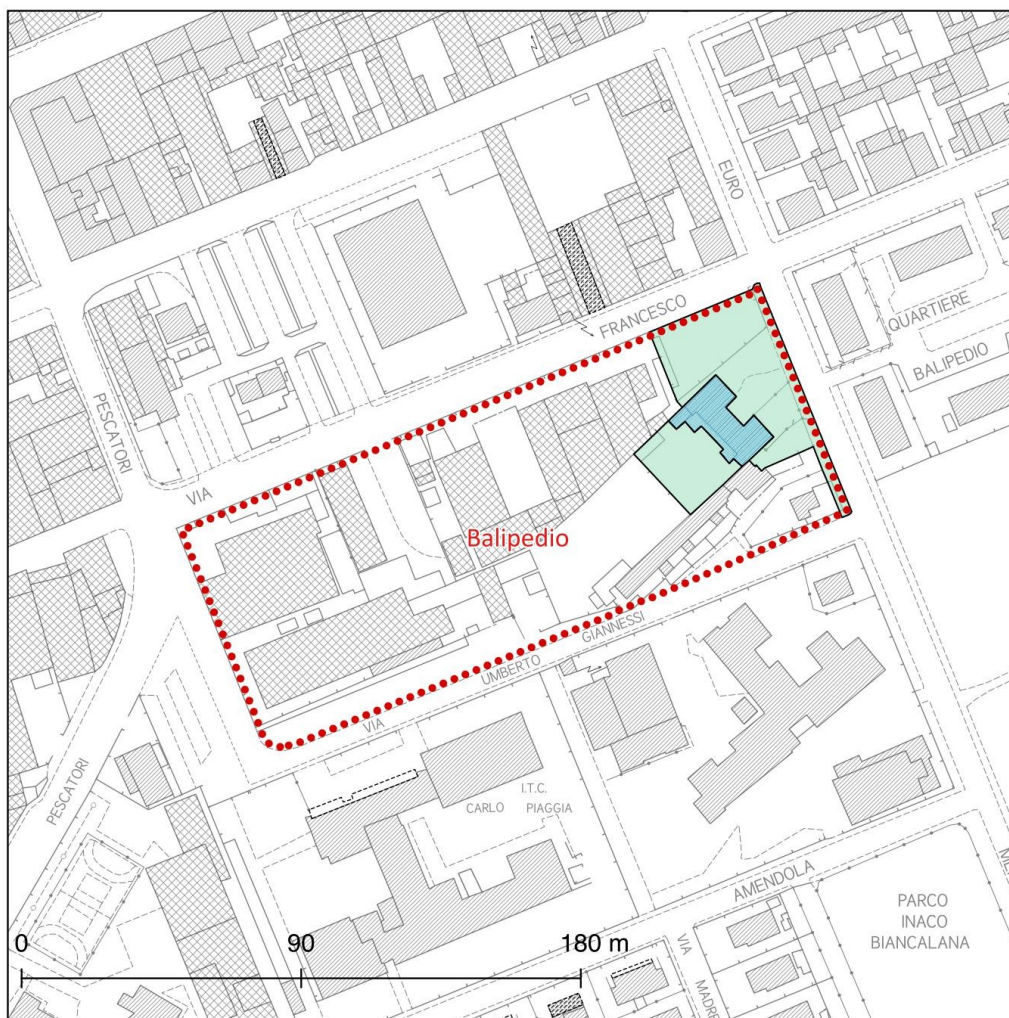 EURO
FRANCESCO
QUARTIERE
BALIPEDIO
PESCATORI
VIA
Balipedio
GIANNESSI
UMBERTO
VIA
PESCATORI
I.T.C.
CARLO PIAGGIA
AMENDOLA
PARCO
INACO
BIANCALANA
0 90 180 m
VIA